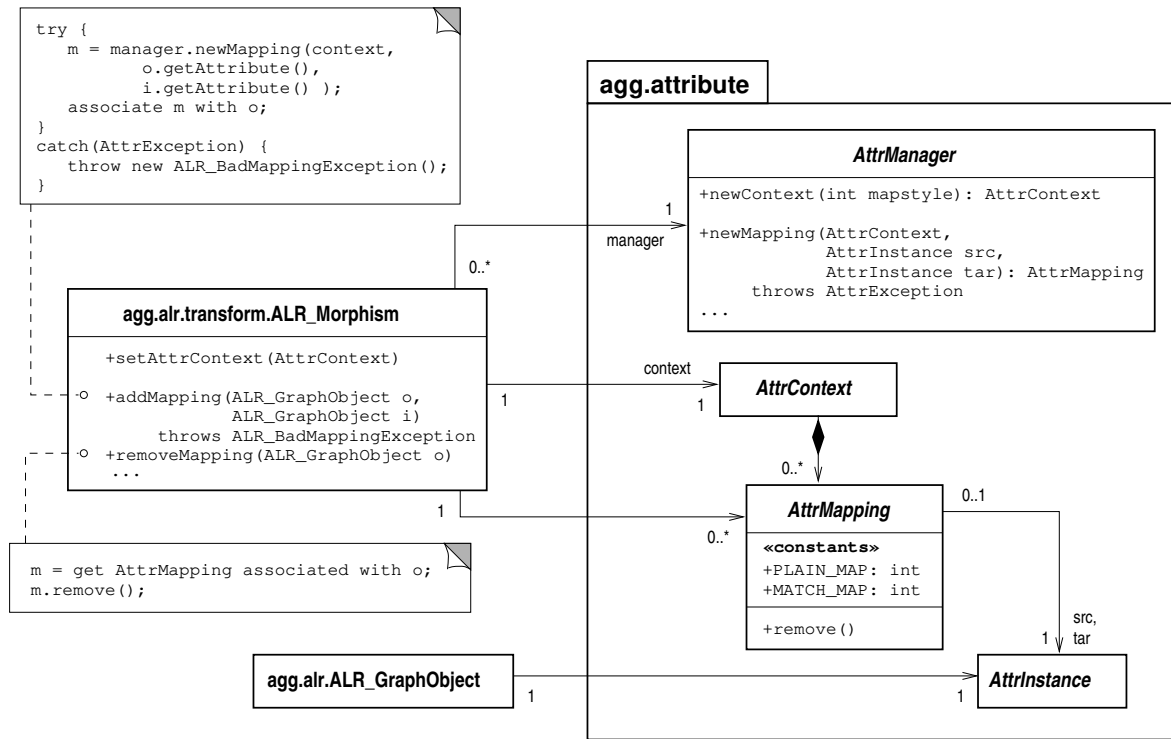 try {
   m = manager.newMapping(context,
          o.getAttribute(),
          i.getAttribute() );
   associate m with o;
}
catch(AttrException) {
   throw new ALR_BadMappingException();
}
agg.attribute
AttrManager
+newContext(int mapstyle): AttrContext
+newMapping(AttrContext,
            AttrInstance src,
            AttrInstance tar): AttrMapping
     throws AttrException
...
1
manager
0..*
agg.alr.transform.ALR_Morphism
+setAttrContext(AttrContext)
+addMapping(ALR_GraphObject o,
            ALR_GraphObject i)
     throws ALR_BadMappingException
+removeMapping(ALR_GraphObject o)
...
context
1
1
AttrContext
0..*
1
0..*
AttrMapping
«constants»
+PLAIN_MAP: int
+MATCH_MAP: int
+remove()
0..1
src,
1 tar
m = get AttrMapping associated with o;
m.remove();
agg.alr.ALR_GraphObject
1
1
AttrInstance